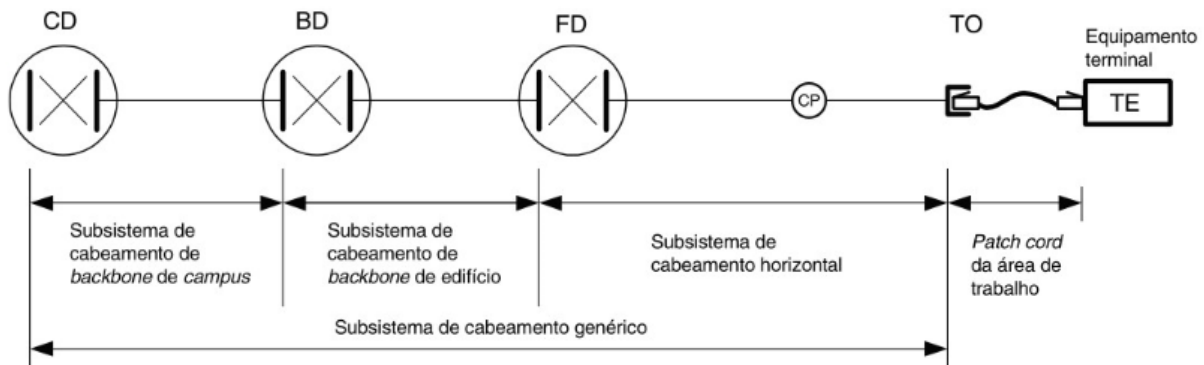 CD
BD
FD
TO
Equipamento
terminal
CP
TE
Subsistema de
cabeamento de
backbone de campus
Subsistema de
cabeamento de
backbone de edifício
Subsistema de
cabeamento horizontal
Patch cord
da área de
trabalho
Subsistema de cabeamento genérico